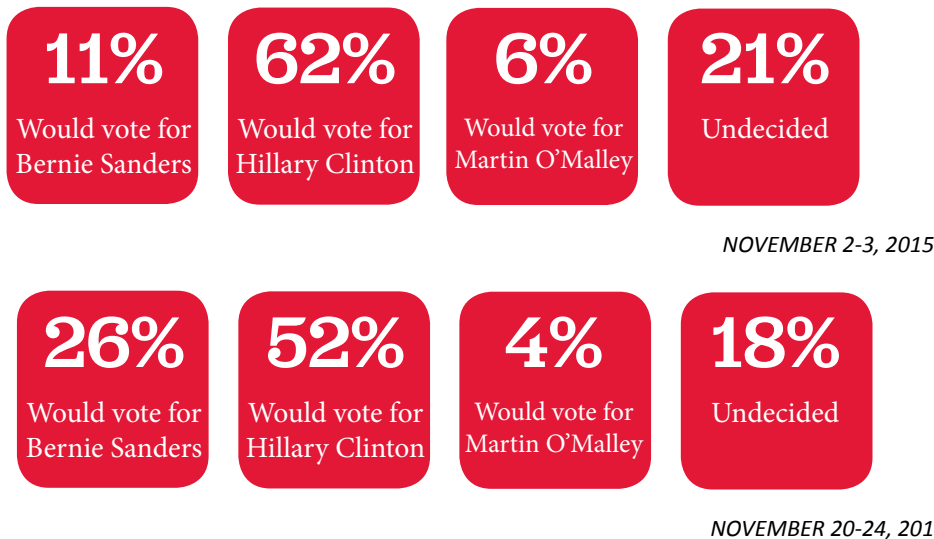 11%
Would vote for
Bernie Sanders
62%
Would vote for
Hillary Clinton
6%
Would vote for
Martin O’Malley
21%
Undecided
NOVEMBER 2-3, 2015
26%
Would vote for
Bernie Sanders
52%
Would vote for
Hillary Clinton
4%
Would vote for
Martin O’Malley
18%
Undecided
NOVEMBER 20-24, 201